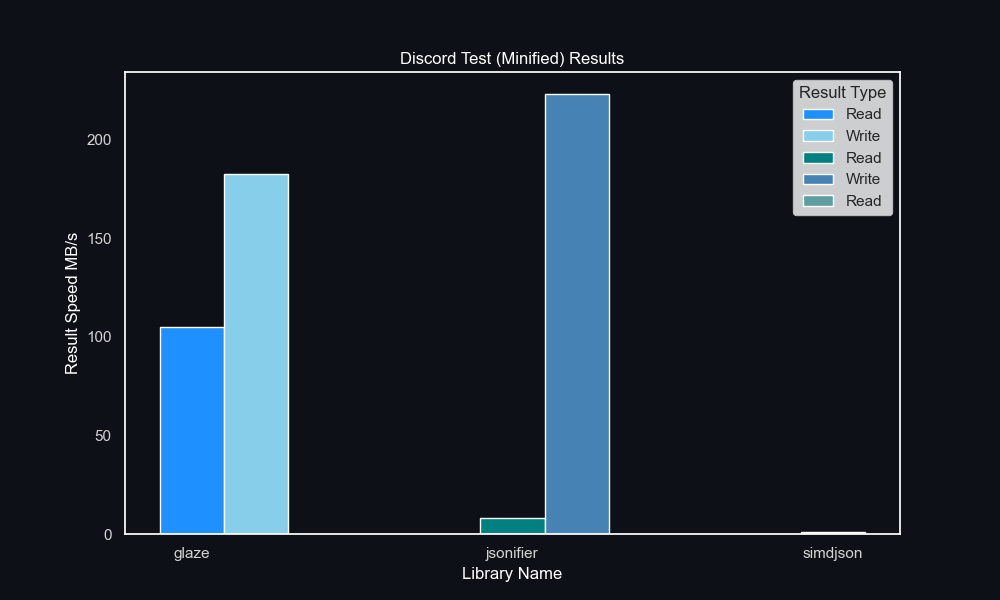 Discord Test (Minified) Results
Result Type
Read
Write
Read
Write
Read
Result Speed MB/s
200
150
100
50
0
glaze
jsonifier
simdjson
Library Name